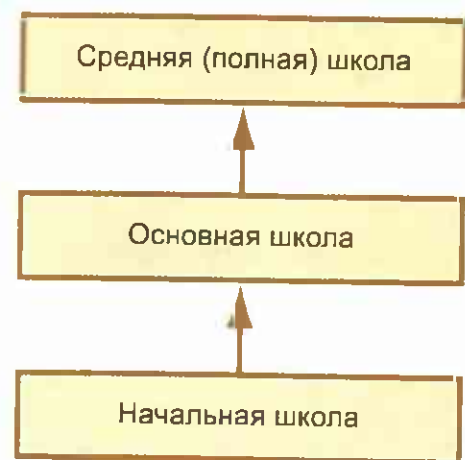 Средняя (полная) школа
Основная школа
Начальная школа